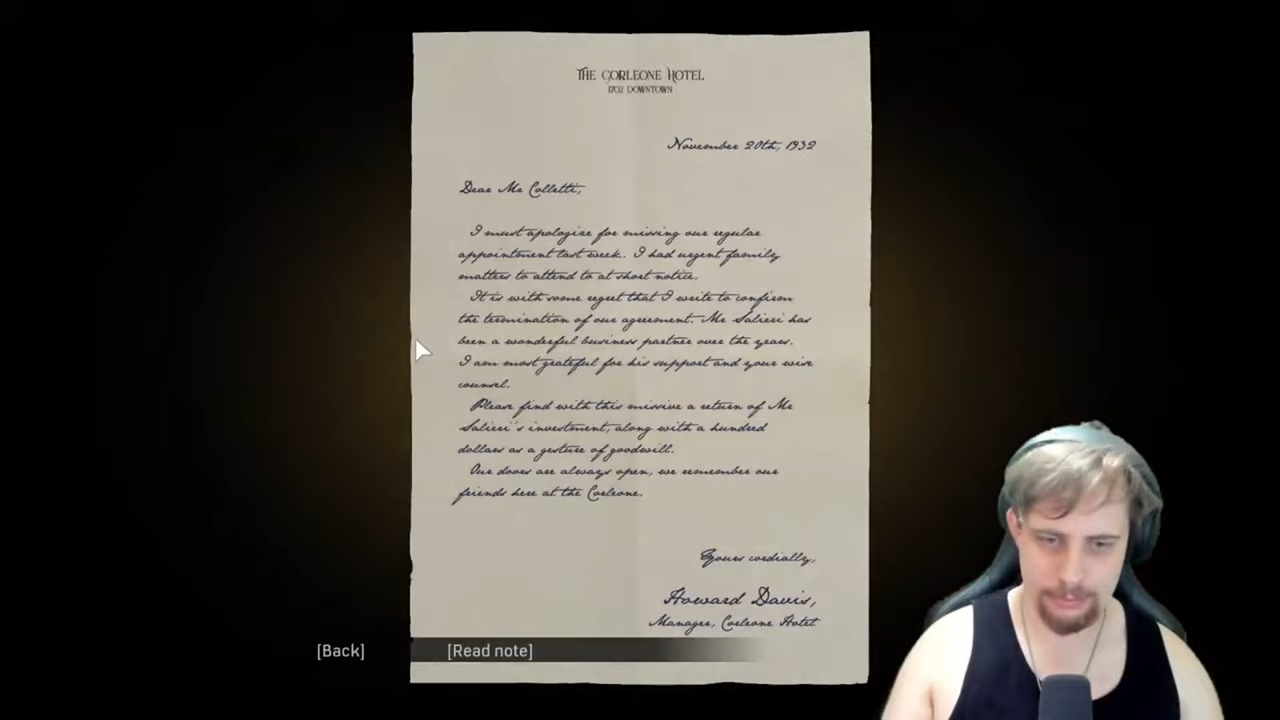 THE CORLEONE HOTEL
1702 DOWNTOWN
November 20th, 1932
Dear Mr Colletti,
I must apologize for missing our regular
appointment last week. I had urgent family
matters to attend to at short notice.
It is with some regret that I write to confirm
the termination of our agreement. Mr Salieri has
been a wonderful business partner over the years.
I am most grateful for his support and your wise
counsel.
Please find with this missive a return of Mr
Salieri's investment, along with a hundred
dollars as a gesture of goodwill.
Our doors are always open, we remember our
friends here at the Corleone.
Yours cordially,
Howard Davis,
Manager, Corleone Hotel
[Back] [Read note]